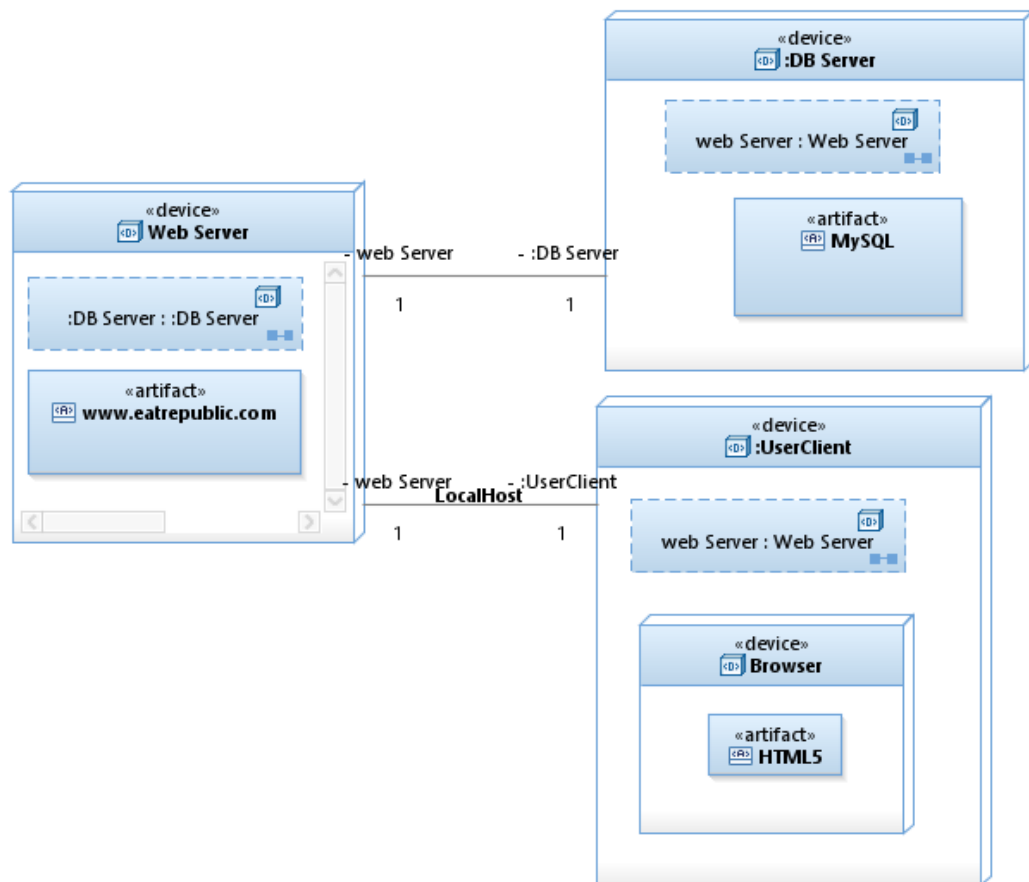 «device»
:DB Server
web Server : Web Server
«artifact»
MySQL
«device»
Web Server
:DB Server : :DB Server
«artifact»
www.eatrepublic.com
- web Server
- :DB Server
1
1
- web Server
- :UserClient
LocalHost
1
1
«device»
:UserClient
web Server : Web Server
«device»
Browser
«artifact»
HTML5